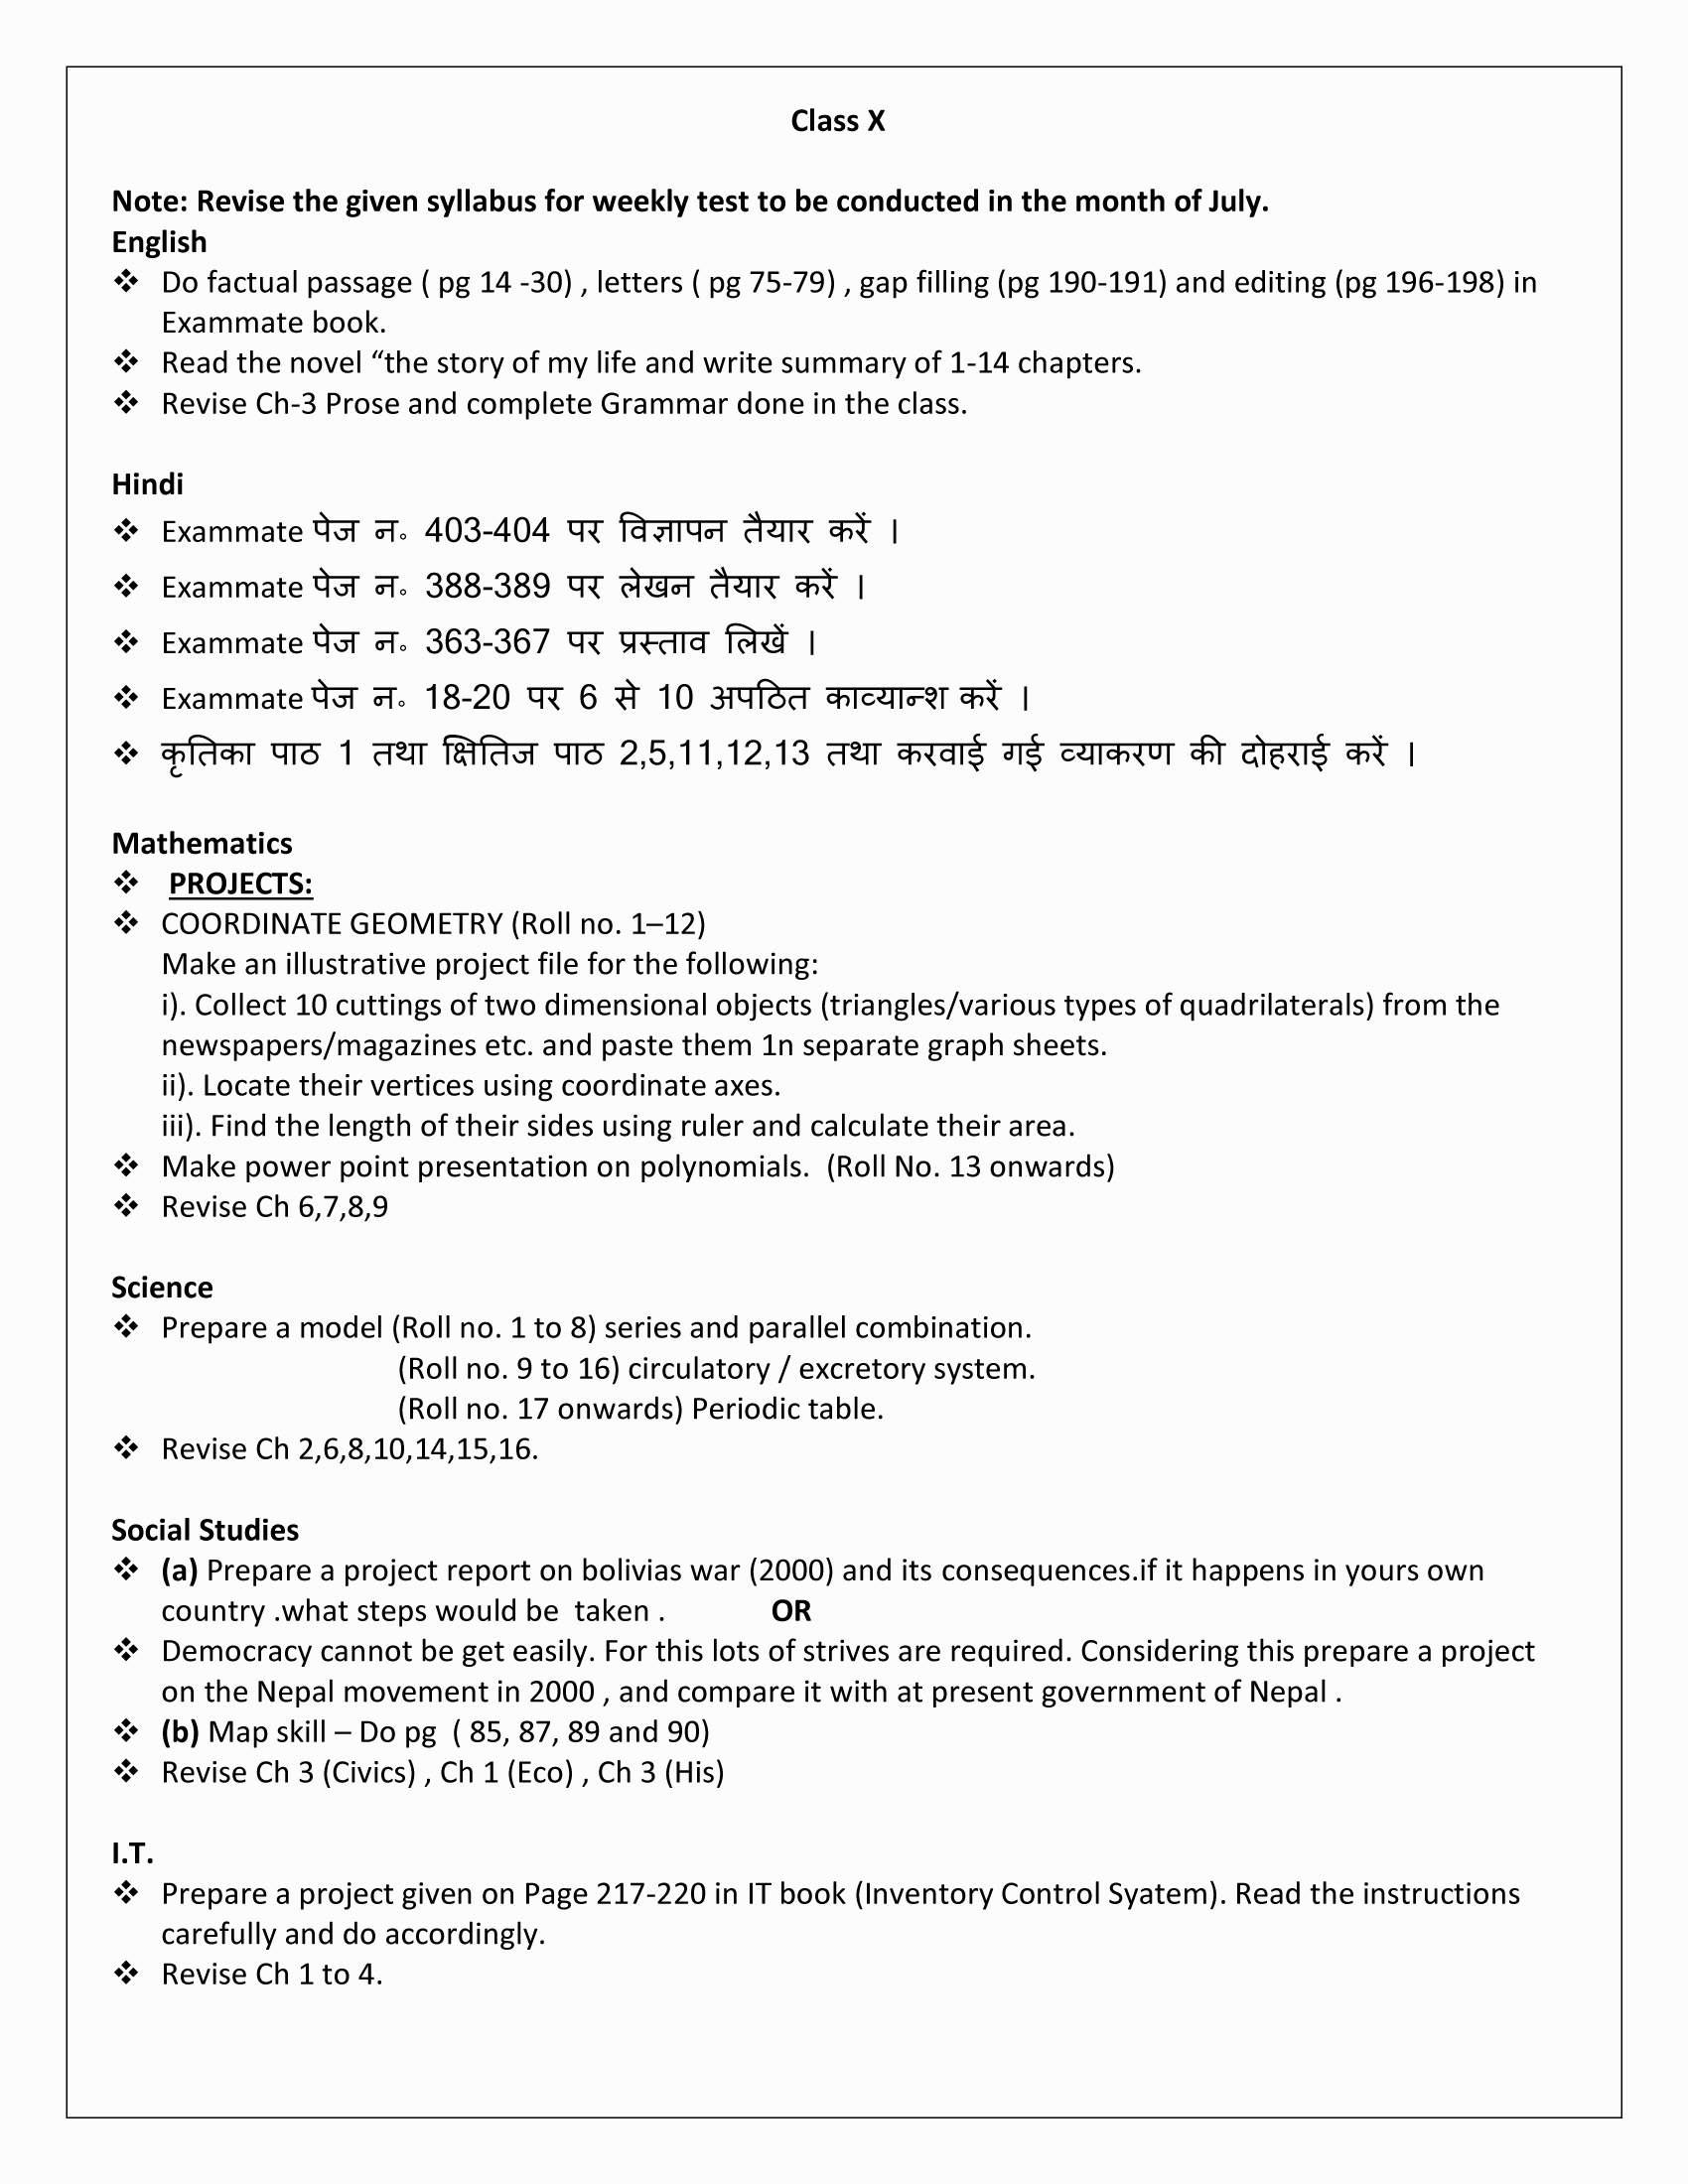 Class X
Note: Revise the given syllabus for weekly test to be conducted in the month of July.
English
❖ Do factual passage ( pg 14 -30) , letters ( pg 75-79) , gap filling (pg 190-191) and editing (pg 196-198) in
Exammate book.
❖ Read the novel “the story of my life and write summary of 1-14 chapters.
❖ Revise Ch-3 Prose and complete Grammar done in the class.
Hindi
❖ Exammate पेज न॰ 403-404 पर विज्ञापन तैयार करें ।
❖ Exammate पेज न॰ 388-389 पर लेखन तैयार करें ।
❖ Exammate पेज न॰ 363-367 पर प्रस्ताव लिखें ।
❖ Exammate पेज न॰ 18-20 पर 6 से 10 अपठित काव्यान्श करें ।
❖ कृतिका पाठ 1 तथा क्षितिज पाठ 2,5,11,12,13 तथा करवाई गई व्याकरण की दोहराई करें ।
Mathematics
❖ PROJECTS:
❖ COORDINATE GEOMETRY (Roll no. 1–12)
Make an illustrative project file for the following:
i). Collect 10 cuttings of two dimensional objects (triangles/various types of quadrilaterals) from the
newspapers/magazines etc. and paste them 1n separate graph sheets.
ii). Locate their vertices using coordinate axes.
iii). Find the length of their sides using ruler and calculate their area.
❖ Make power point presentation on polynomials.  (Roll No. 13 onwards)
❖ Revise Ch 6,7,8,9
Science
❖ Prepare a model (Roll no. 1 to 8) series and parallel combination.
(Roll no. 9 to 16) circulatory / excretory system.
(Roll no. 17 onwards) Periodic table.
❖ Revise Ch 2,6,8,10,14,15,16.
Social Studies
❖ (a) Prepare a project report on bolivias war (2000) and its consequences.if it happens in yours own
country .what steps would be  taken . OR
❖ Democracy cannot be get easily. For this lots of strives are required. Considering this prepare a project
on the Nepal movement in 2000 , and compare it with at present government of Nepal .
❖ (b) Map skill – Do pg  ( 85, 87, 89 and 90)
❖ Revise Ch 3 (Civics) , Ch 1 (Eco) , Ch 3 (His)
I.T.
❖ Prepare a project given on Page 217-220 in IT book (Inventory Control Syatem). Read the instructions
carefully and do accordingly.
❖ Revise Ch 1 to 4.